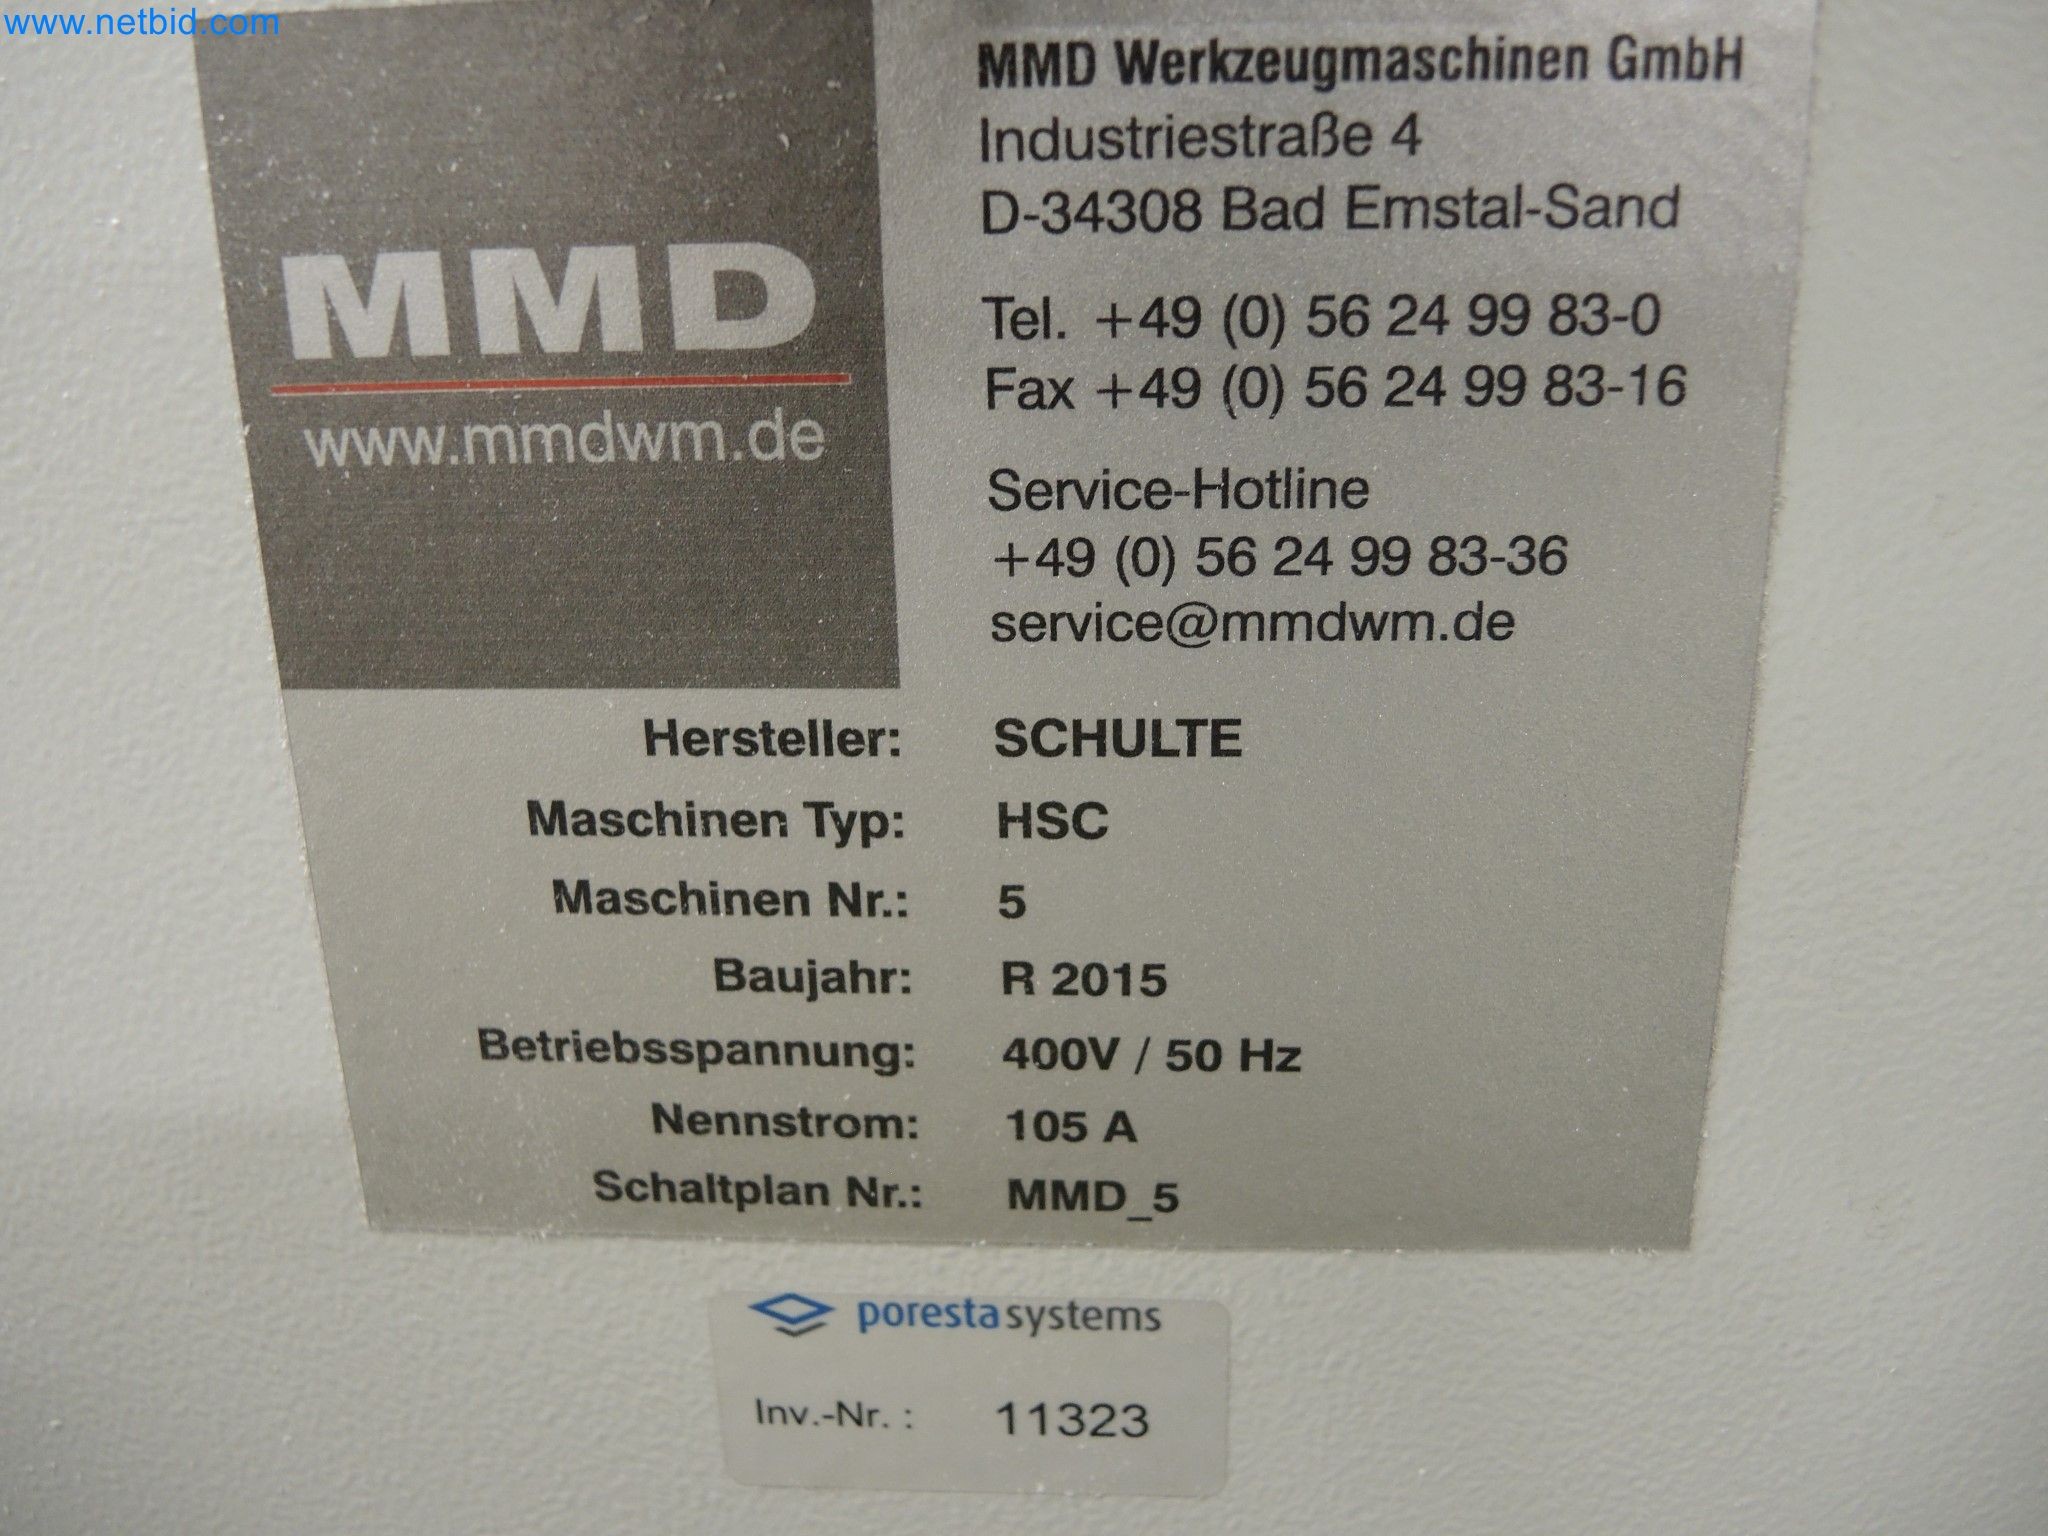 www.netbid.com
MMD
www.mmdwm.de
MMD Werkzeugmaschinen GmbH
Industriestraße 4
D-34308 Bad Emstal-Sand
Tel. +49 (0) 56 24 99 83-0
Fax +49 (0) 56 24 99 83-16
Service-Hotline
+49 (0) 56 24 99 83-36
service@mmdwm.de
Hersteller: SCHULTE
Maschinen Typ: HSC
Maschinen Nr.: 5
Baujahr: R 2015
Betriebsspannung: 400V / 50 Hz
Nennstrom: 105 A
Schaltplan Nr.: MMD_5
porestasystems
Inv.-Nr. : 11323